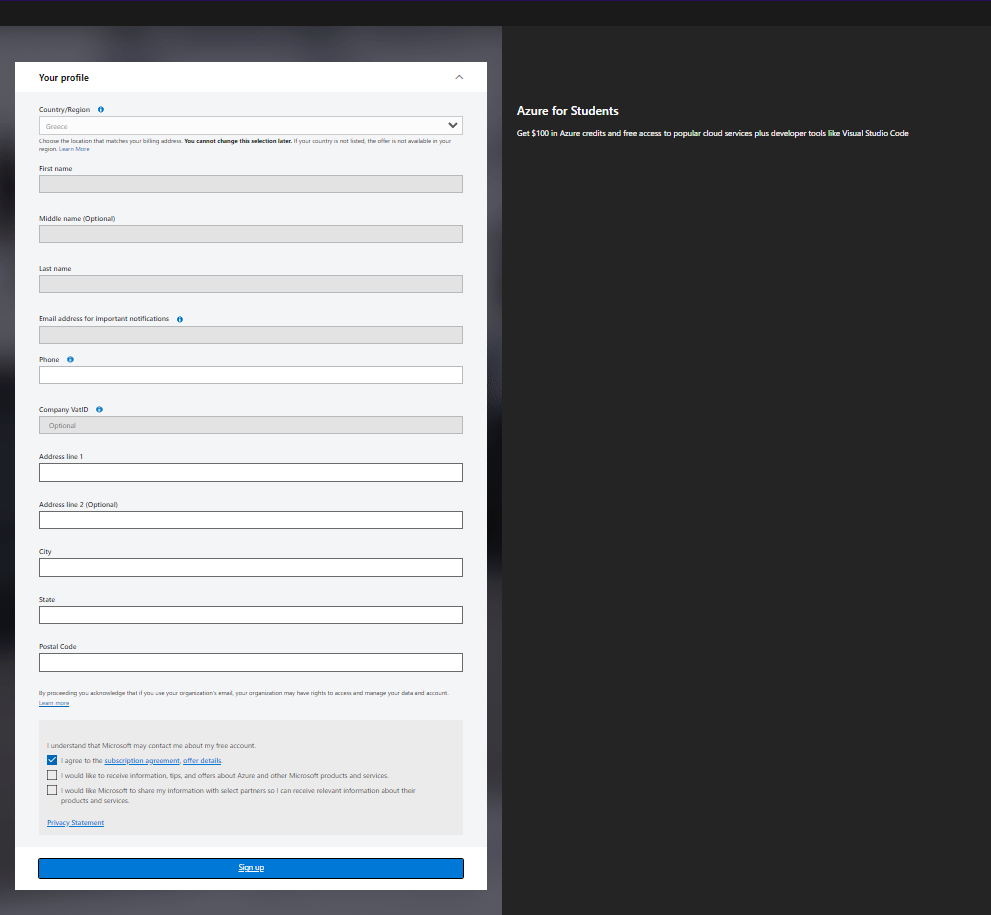 Your profile
Country/Region
Greece
Choose the location that matches your billing address. You cannot change this selection later. If your country is not listed, the offer is not available in your
region. Learn More
First name
Middle name (Optional)
Last name
Email address for important notifications
Phone
Company VatID
Optional
Address line 1
Address line 2 (Optional)
City
State
Postal Code
By proceeding you acknowledge that if you use your organization's email, your organization may have rights to access and manage your data and account.
Learn more
I understand that Microsoft may contact me about my free account.
I agree to the subscription agreement, offer details.
I would like to receive information, tips, and offers about Azure and other Microsoft products and services.
I would like Microsoft to share my information with select partners so I can receive relevant information about their
products and services.
Privacy Statement
Sign up
Azure for Students
Get $100 in Azure credits and free access to popular cloud services plus developer tools like Visual Studio Code